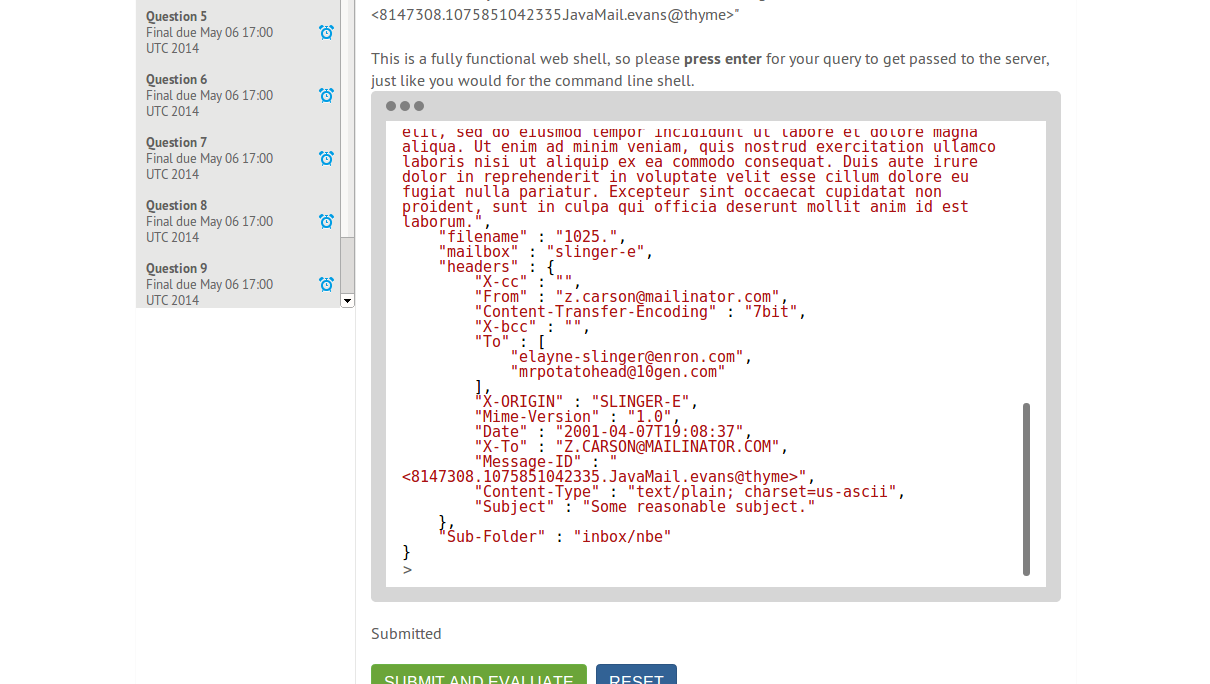 Question 5
Final due May 06 17:00
UTC 2014
Question 6
Final due May 06 17:00
UTC 2014
Question 7
Final due May 06 17:00
UTC 2014
Question 8
Final due May 06 17:00
UTC 2014
Question 9
Final due May 06 17:00
UTC 2014
<8147308.1075851042335.JavaMail.evans@thyme>"
This is a fully functional web shell, so please press enter for your query to get passed to the server,
just like you would for the command line shell.
elit, sed do eiusmod tempor incididunt ut labore et dolore magna
aliqua. Ut enim ad minim veniam, quis nostrud exercitation ullamco
laboris nisi ut aliquip ex ea commodo consequat. Duis aute irure
dolor in reprehenderit in voluptate velit esse cillum dolore eu
fugiat nulla pariatur. Excepteur sint occaecat cupidatat non
proident, sunt in culpa qui officia deserunt mollit anim id est
laborum.",
"filename" : "1025.",
"mailbox" : "slinger-e",
"headers" : {
"X-cc" : "",
"From" : "z.carson@mailinator.com",
"Content-Transfer-Encoding" : "7bit",
"X-bcc" : "",
"To" : [
"elayne-slinger@enron.com",
"mrpotatohead@10gen.com"
],
"X-ORIGIN" : "SLINGER-E",
"Mime-Version" : "1.0",
"Date" : "2001-04-07T19:08:37",
"X-To" : "Z.CARSON@MAILINATOR.COM",
"Message-ID" : "
<8147308.1075851042335.JavaMail.evans@thyme>",
"Content-Type" : "text/plain; charset=us-ascii",
"Subject" : "Some reasonable subject."
},
"Sub-Folder" : "inbox/nbe"
}
>
Submitted
SUBMIT AND EVALUATE
RESET